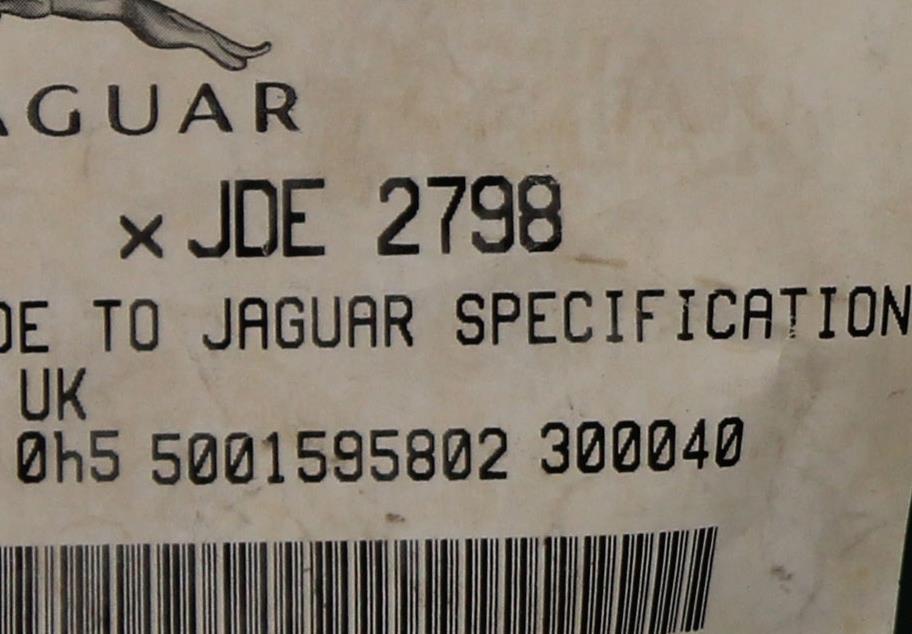 AGUAR
x JDE 2798
DE TO JAGUAR SPECIFICATION
UK
0h5 5001595802 300040